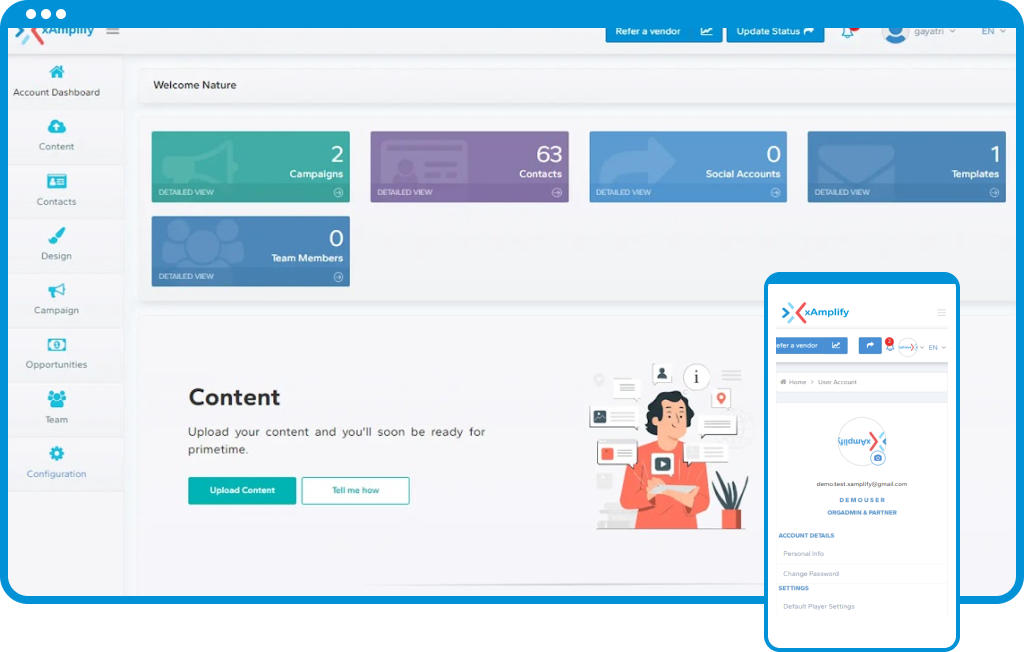 xAmplify
Refer a vendor
Update Status
gayatri
EN
Account Dashboard
Content
Contacts
Design
Campaign
Opportunities
Team
Configuration
Welcome Nature
2
Campaigns
DETAILED VIEW
63
Contacts
DETAILED VIEW
0
Social Accounts
DETAILED VIEW
1
Templates
DETAILED VIEW
0
Team Members
DETAILED VIEW
Content
Upload your content and you'll soon be ready for
primetime.
Upload Content
Tell me how
i
xAmplify
efer a vendor
2
EN
Home > User Account
xAmplify
demo.test.xamplify@gmail.com
DEMOUSER
ORGADMIN & PARTNER
ACCOUNT DETAILS
Personal Info
Change Password
SETTINGS
Default Player Settings